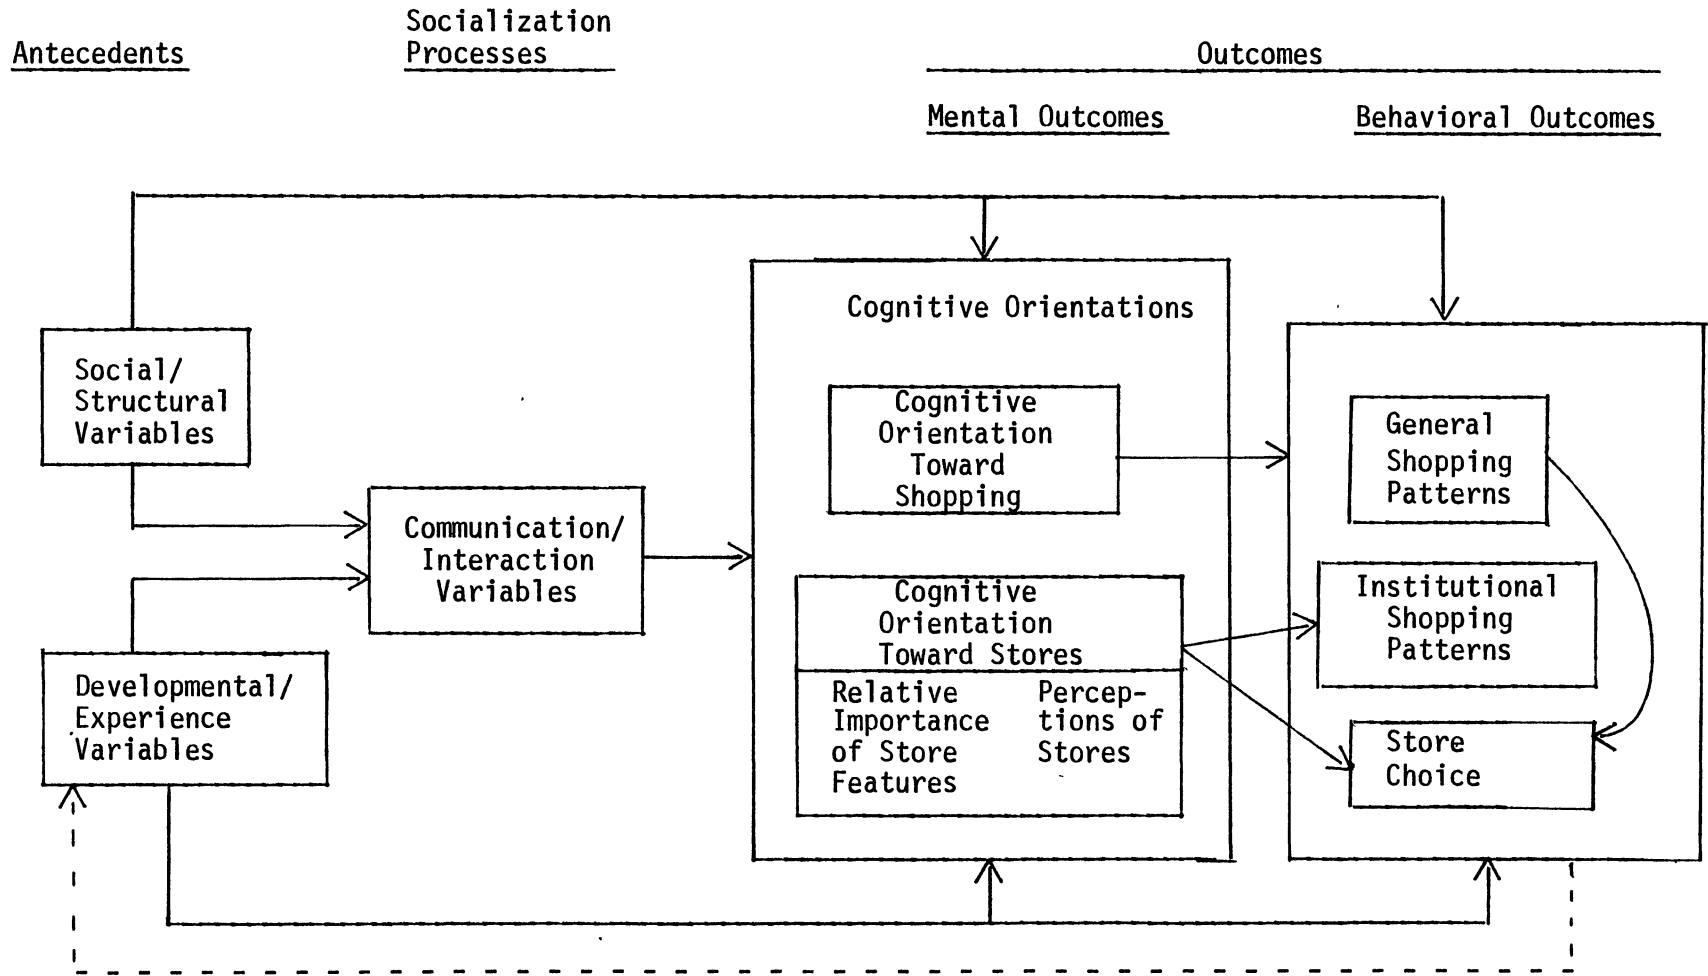 Antecedents
Socialization
Processes
Outcomes
Mental Outcomes
Behavioral Outcomes
Social/
Structural
Variables
Developmental/
Experience
Variables
Communication/
Interaction
Variables
Cognitive Orientations
Cognitive
Orientation
Toward
Shopping
Cognitive
Orientation
Toward Stores
Relative
Importance
of Store
Features
Percep-
tions of
Stores
General
Shopping
Patterns
Institutional
Shopping
Patterns
Store
Choice